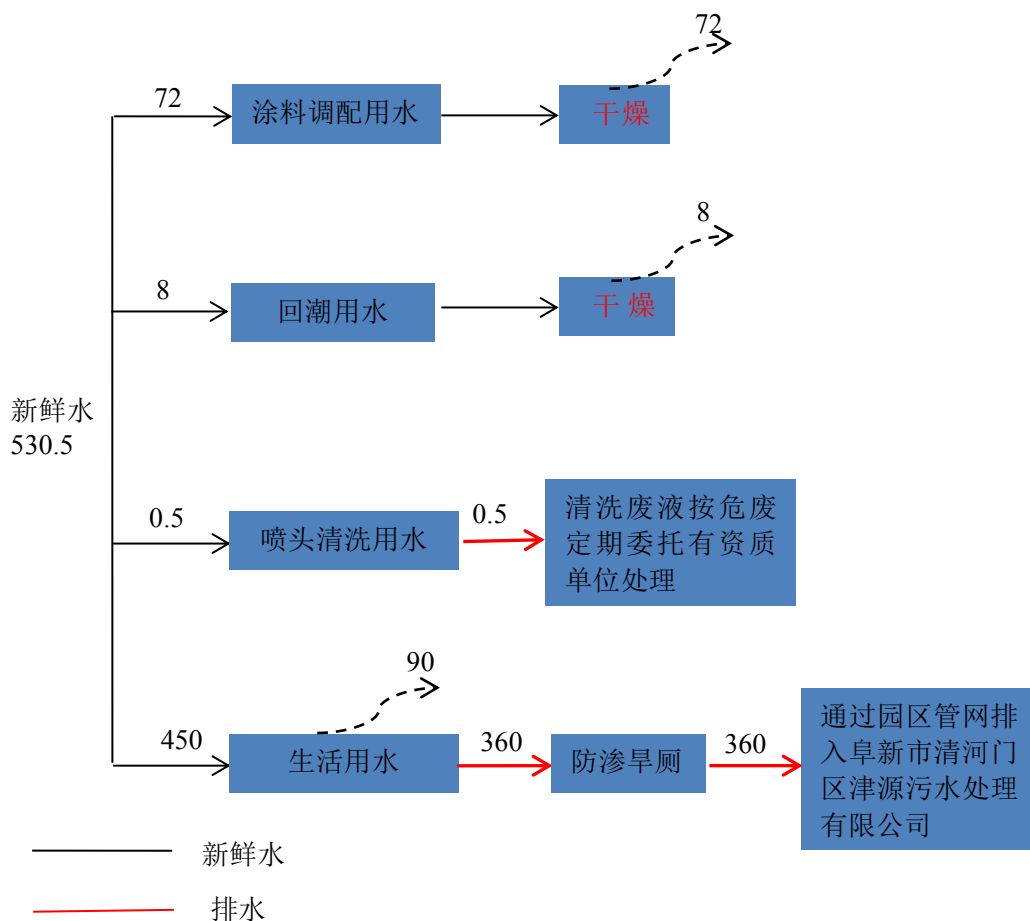 72
72
涂料调配用水
干燥
8
8
回潮用水
干 燥
新鲜水
530.5
0.5
喷头清洗用水
0.5
清洗废液按危废
定期委托有资质
单位处理
90
450
生活用水
360
防渗旱厕
360
通过园区管网排
入阜新市清河门
区津源污水处理
有限公司
新鲜水
排水